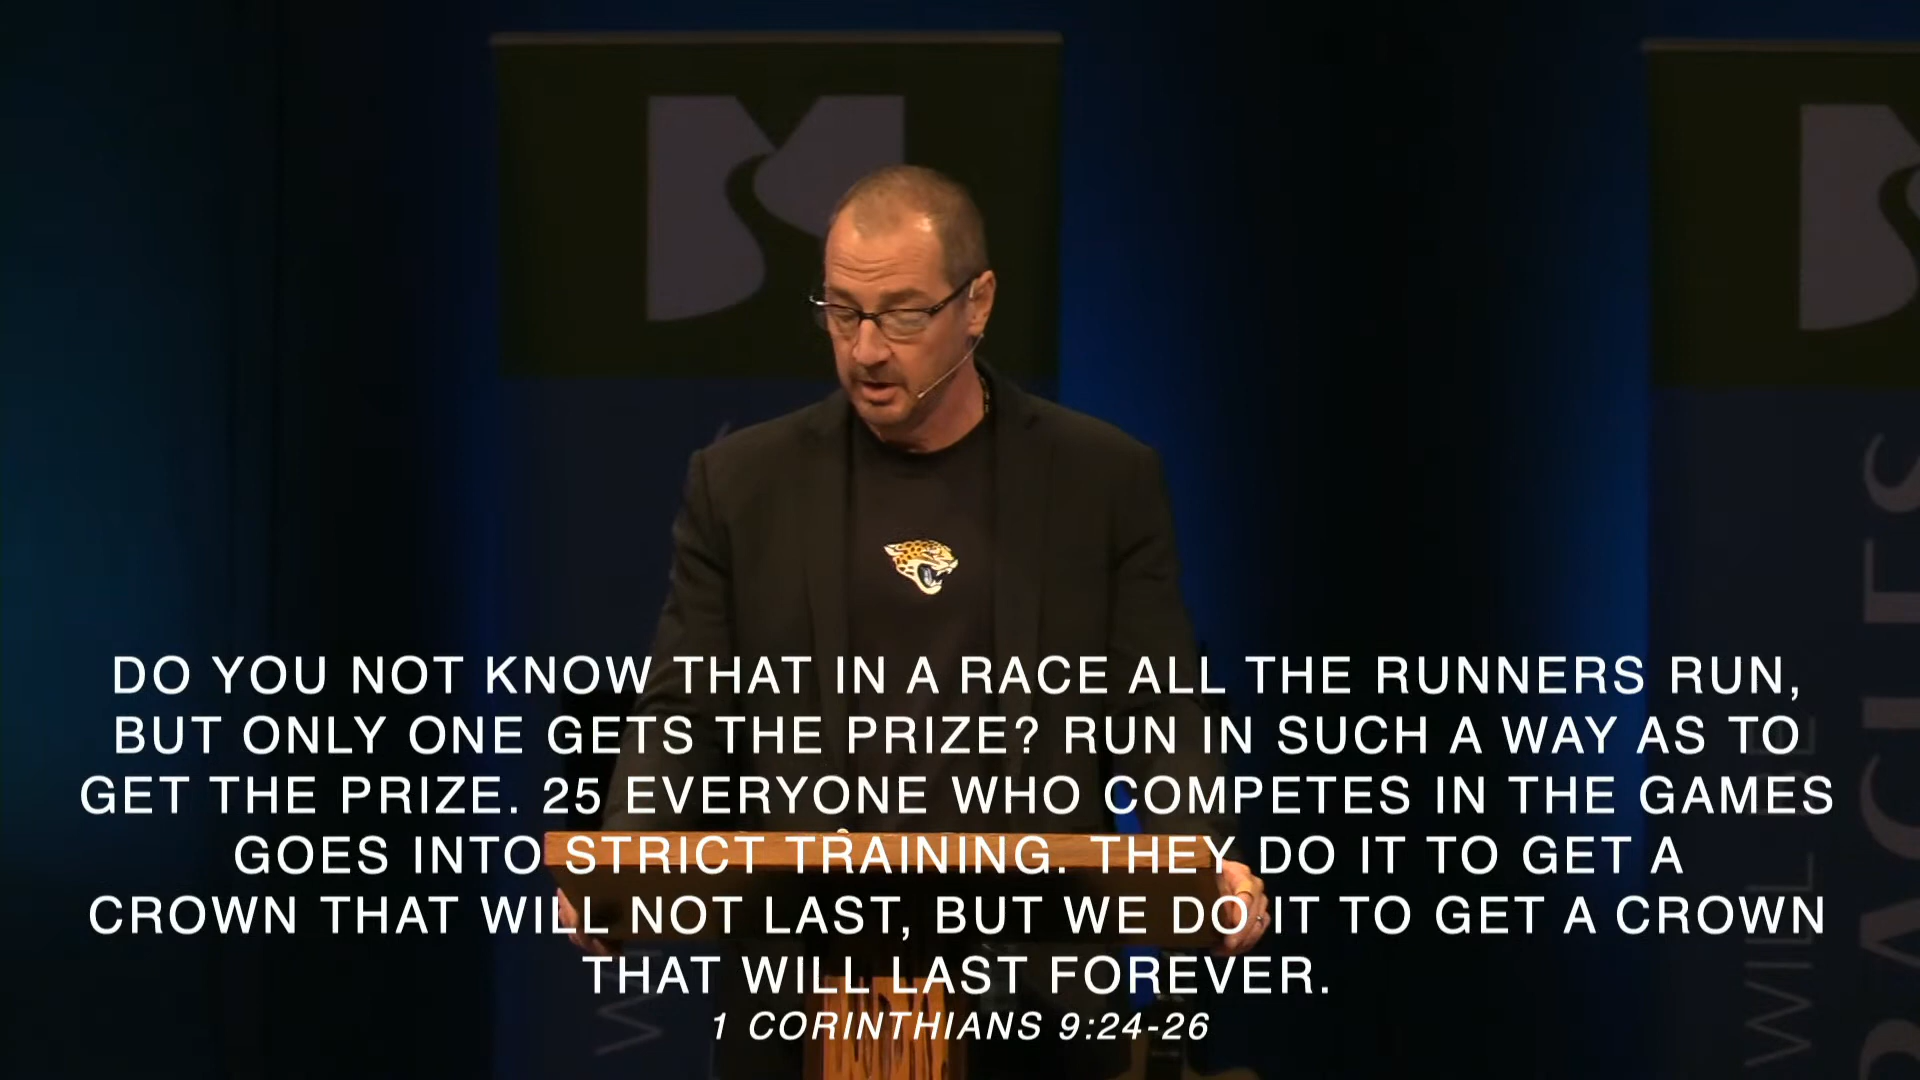 DO YOU NOT KNOW THAT IN A RACE ALL THE RUNNERS RUN,
BUT ONLY ONE GETS THE PRIZE? RUN IN SUCH A WAY AS TO
GET THE PRIZE. 25 EVERYONE WHO COMPETES IN THE GAMES
GOES INTO STRICT TRAINING. THEY DO IT TO GET A
CROWN THAT WILL NOT LAST, BUT WE DO IT TO GET A CROWN
THAT WILL LAST FOREVER.
1 CORINTHIANS 9:24-26
WILL BE